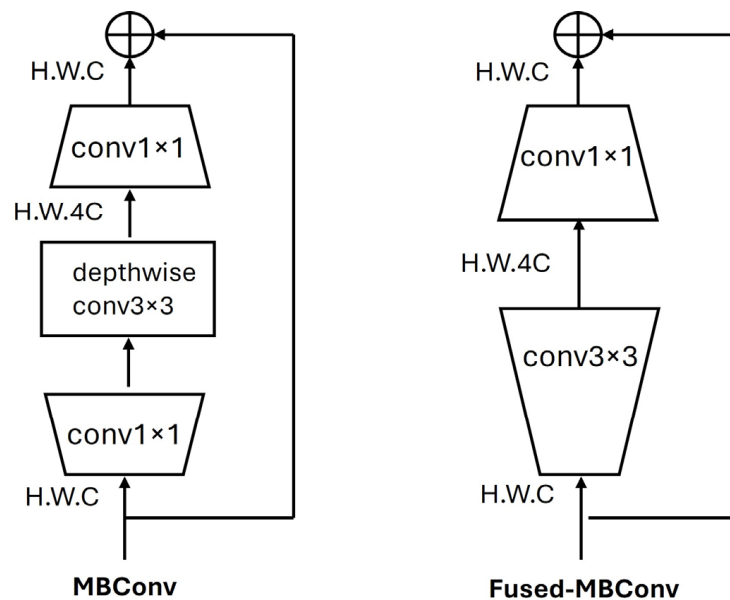 H.W.C
conv1×1
H.W.4C
depthwise
conv3×3
conv1×1
H.W.C
MBConv
H.W.C
conv1×1
H.W.4C
conv3×3
H.W.C
Fused-MBConv